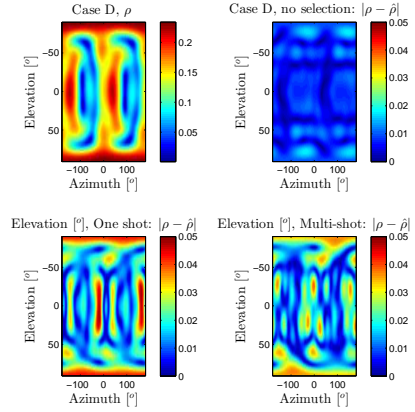 Case D, ρ
Case D, no selection: |ρ − ρ̂|
Elevation [°]
−50
0
50
−100 0 100
Azimuth [°]
0.2
0.15
0.1
0.05
Elevation [°]
−50
0
50
−100 0 100
Azimuth [°]
0.05
0.04
0.03
0.02
0.01
0
Elevation [°], One shot: |ρ − ρ̂|
Elevation [°], Multi-shot: |ρ − ρ̂|
Elevation [°]
−50
0
50
−100 0 100
Azimuth [°]
0.05
0.04
0.03
0.02
0.01
0
Elevation [°]
−50
0
50
−100 0 100
Azimuth [°]
0.05
0.04
0.03
0.02
0.01
0